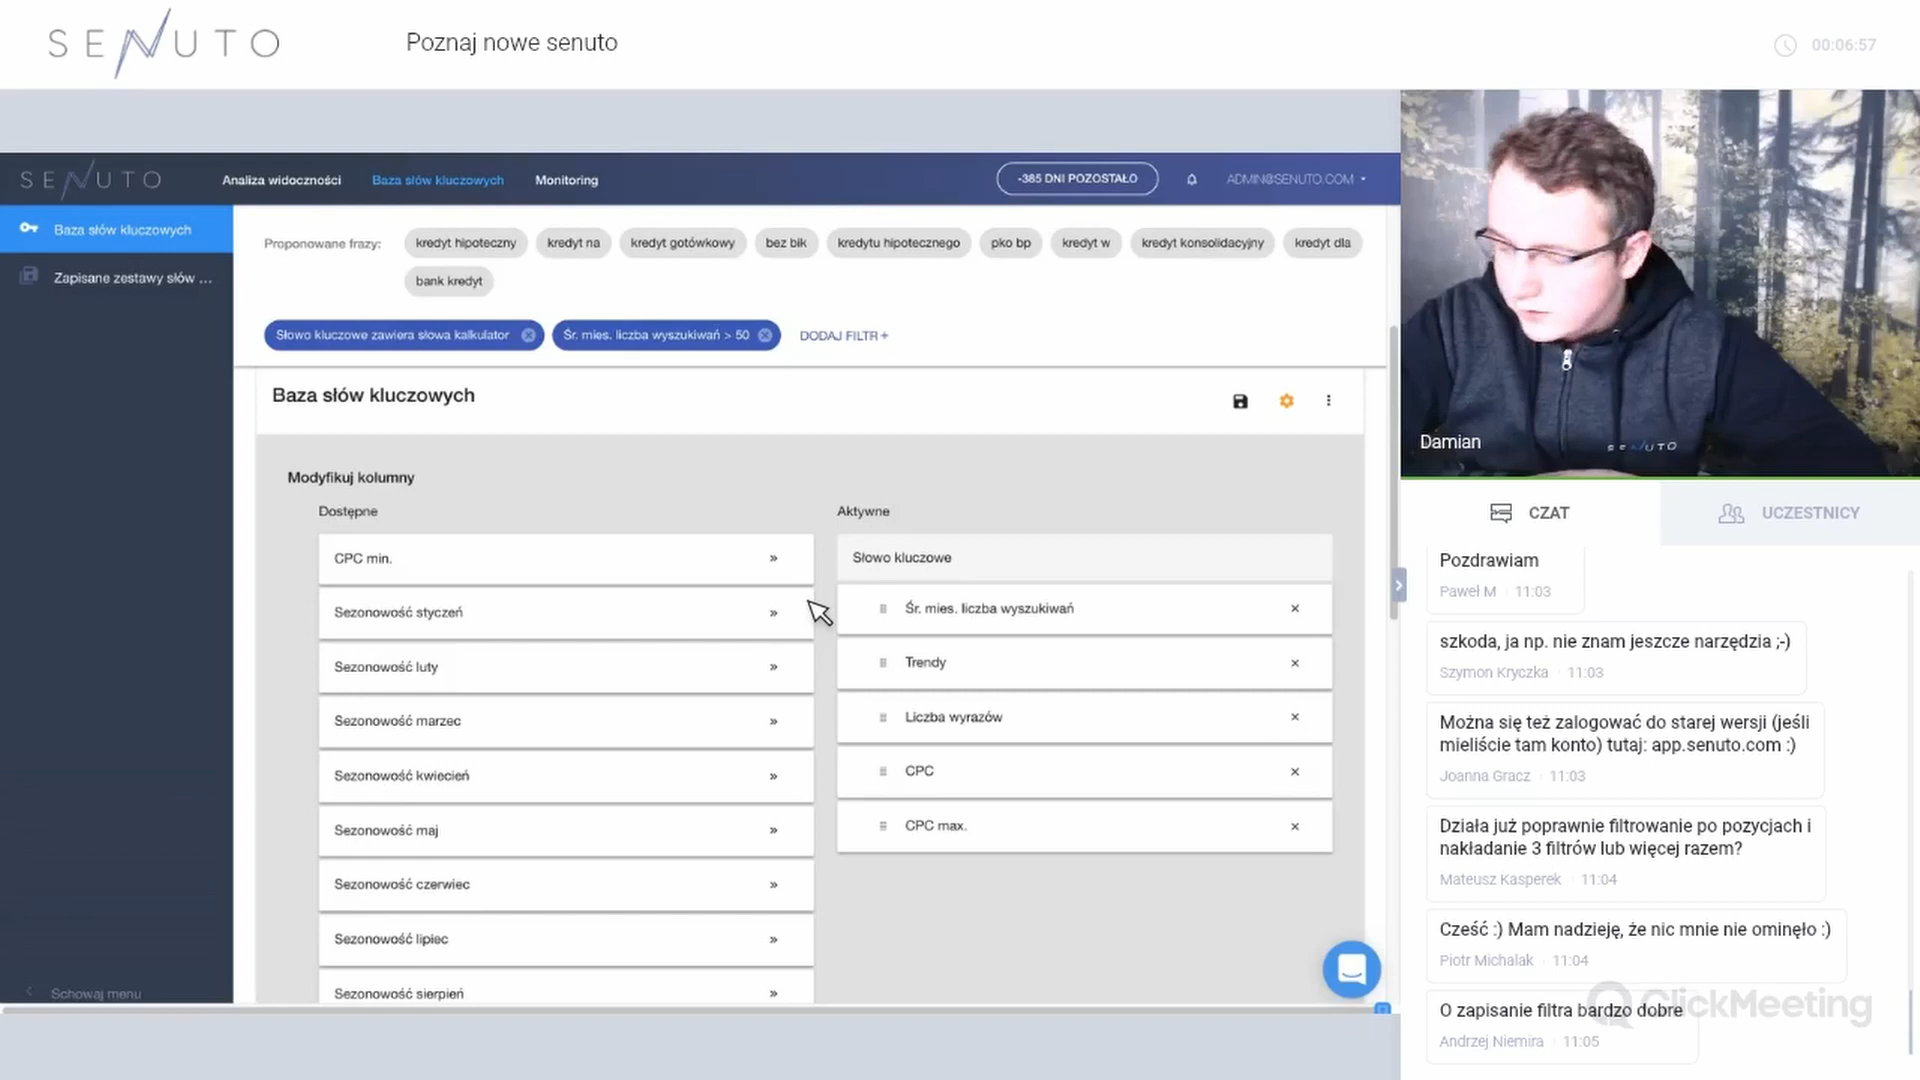 SENUTO
Poznaj nowe senuto
00:06:57
SENUTO
Analiza widoczności
Baza słów kluczowych
Monitoring
-385 DNI POZOSTAŁO
ADMIN@SENUTO.COM
Baza słów kluczowych
Zapisane zestawy słów ...
Schowaj menu
Proponowane frazy:
kredyt hipoteczny
kredyt na
kredyt gotówkowy
bez bik
kredytu hipotecznego
pko bp
kredyt w
kredyt konsolidacyjny
kredyt dla
bank kredyt
Słowo kluczowe zawiera słowa kalkulator
Śr. mies. liczba wyszukiwań > 50
DODAJ FILTR+
Baza słów kluczowych
Modyfikuj kolumny
Dostępne
CPC min. »
Sezonowość styczeń »
Sezonowość luty »
Sezonowość marzec »
Sezonowość kwiecień »
Sezonowość maj »
Sezonowość czerwiec »
Sezonowość lipiec »
Sezonowość sierpień »
Aktywne
Słowo kluczowe
Śr. mies. liczba wyszukiwań
Trendy
Liczba wyrazów
CPC
CPC max.
Damian
SENUTO
CZAT
UCZESTNICY
Pozdrawiam
Paweł M 11:03
szkoda, ja np. nie znam jeszcze narzędzia ;-)
Szymon Kryczka 11:03
Można się też zalogować do starej wersji (jeśli
mieliście tam konto) tutaj: app.senuto.com :)
Joanna Gracz 11:03
Działa już poprawnie filtrowanie po pozycjach i
nakładanie 3 filtrów lub więcej razem?
Mateusz Kasperek 11:04
Cześć :) Mam nadzieję, że nic mnie nie ominęło :)
Piotr Michalak 11:04
O zapisanie filtra bardzo dobre
Andrzej Niemira 11:05
ClickMeeting